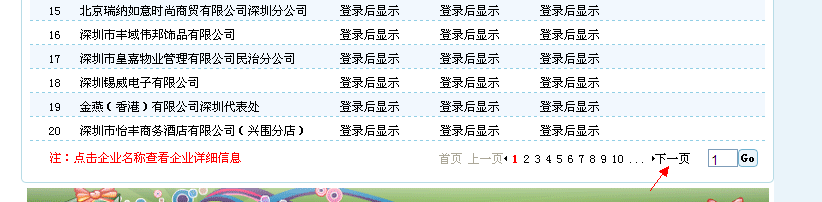 15 北京瑞纳如意时尚商贸有限公司深圳分公司 登录后显示 登录后显示 登录后显示
16 深圳市丰域伟邦饰品有限公司 登录后显示 登录后显示 登录后显示
17 深圳市皇嘉物业管理有限公司民治分公司 登录后显示 登录后显示 登录后显示
18 深圳锡威电子有限公司 登录后显示 登录后显示 登录后显示
19 金燕(香港)有限公司深圳代表处 登录后显示 登录后显示 登录后显示
20 深圳市怡丰商务酒店有限公司(兴围分店) 登录后显示 登录后显示 登录后显示
注：点击企业名称查看企业详细信息 首页 上一页 1 2 3 4 5 6 7 8 9 10 ... 下一页 1 Go